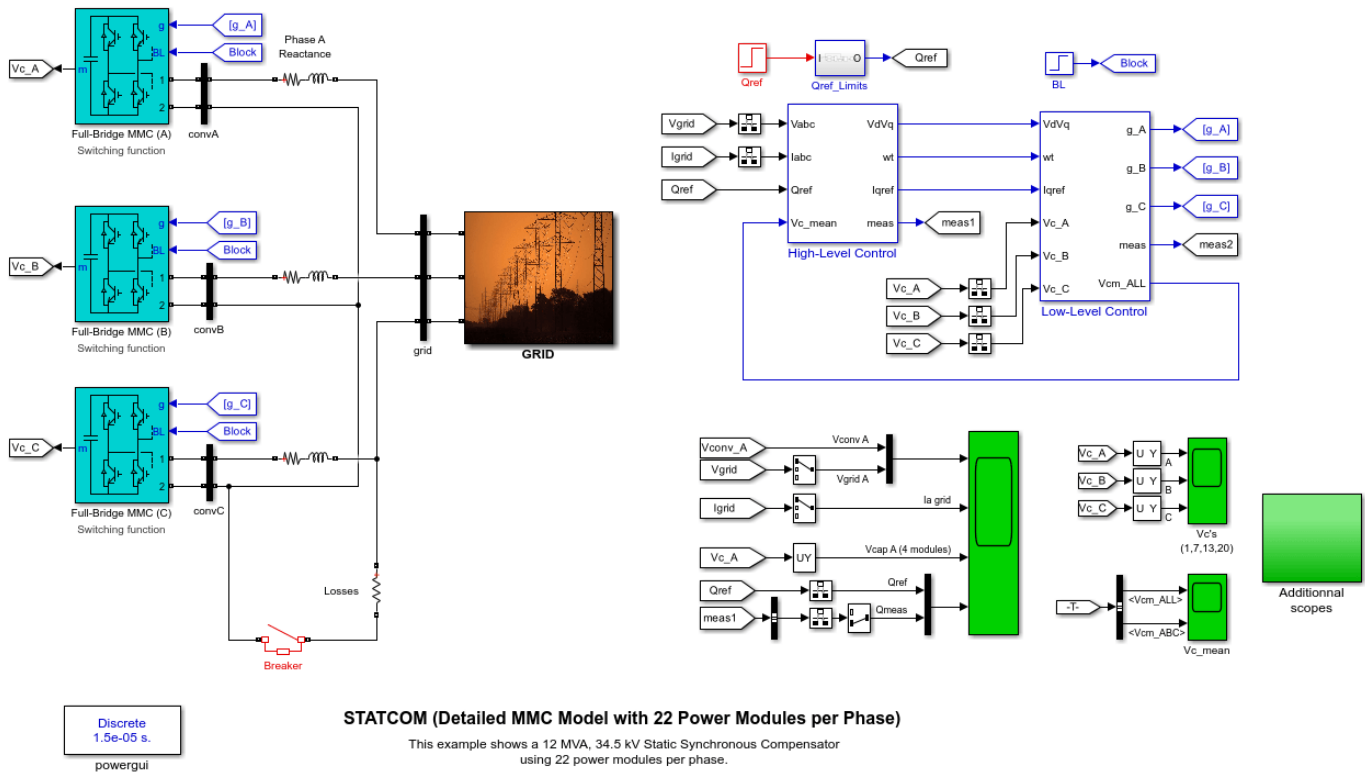 g
[g_A]
BL
Block
Vc_A
m
1
2
Full-Bridge MMC (A)
Switching function
convA
Phase A
Reactance
g
[g_B]
BL
Block
Vc_B
m
1
2
Full-Bridge MMC (B)
Switching function
convB
g
[g_C]
BL
Block
Vc_C
m
1
2
Full-Bridge MMC (C)
Switching function
convC
grid
GRID
Losses
Breaker
Qref
I
O
Qref_Limits
Qref
BL
Block
Vgrid
Igrid
Qref
Vabc
Iabc
Qref
Vc_mean
VdVq
wt
Iqref
meas
meas1
High-Level Control
VdVq
wt
Iqref
Vc_A
Vc_B
Vc_C
g_A
g_B
g_C
meas
Vcm_ALL
[g_A]
[g_B]
[g_C]
meas2
Low-Level Control
Vc_A
Vc_B
Vc_C
Vconv_A
Vconv A
Vgrid
Vgrid A
Igrid
Ia grid
Vc_A
UY
Vcap A (4 modules)
Qref
Qref
meas1
Qmeas
Vc_A
U Y
A
Vc_B
U Y
B
Vc_C
U Y
C
Vc's
(1,7,13,20)
-T-
<Vcm_ALL>
<Vcm_ABC>
Vc_mean
Additionnal
scopes
Discrete
1.5e-05 s.
powergui
STATCOM (Detailed MMC Model with 22 Power Modules per Phase)
This example shows a 12 MVA, 34.5 kV Static Synchronous Compensator
using 22 power modules per phase.